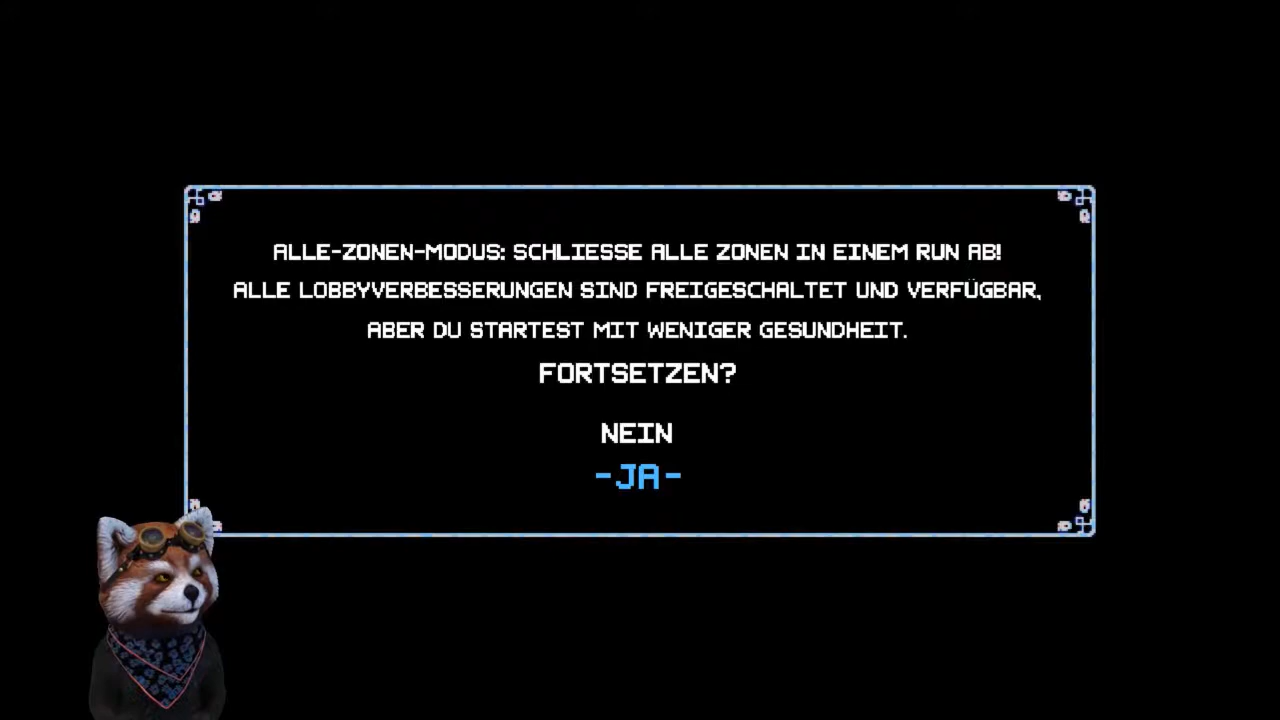 ALLE-ZONEN-MODUS: SCHLIESSE ALLE ZONEN IN EINEM RUN AB!
ALLE LOBBYVERBESSERUNGEN SIND FREIGESCHALTET UND VERFÜGBAR,
ABER DU STARTEST MIT WENIGER GESUNDHEIT.
FORTSETZEN?
NEIN
-JA-